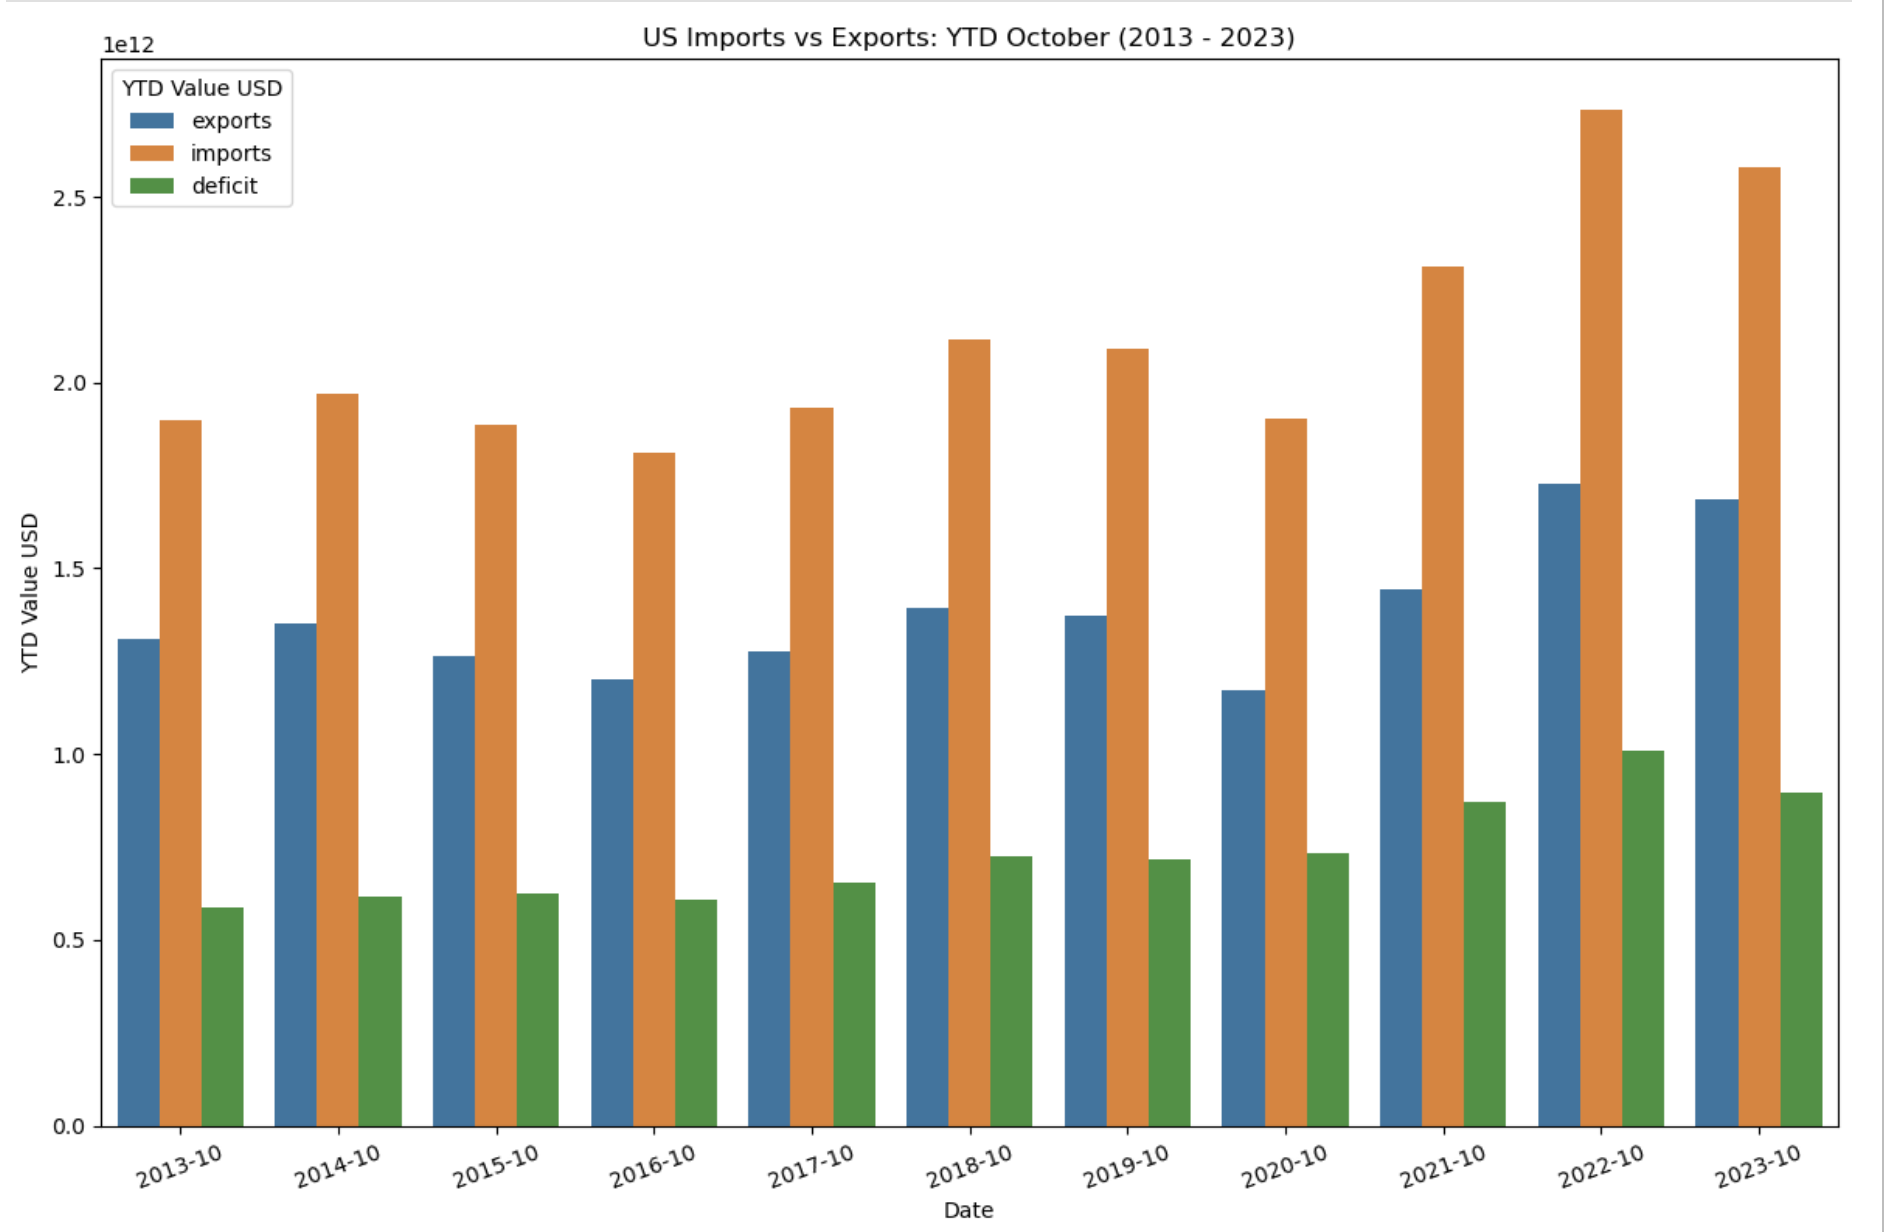 US Imports vs Exports: YTD October (2013 - 2023)
1e12
YTD Value USD
exports
imports
deficit
2.5
2.0
1.5
1.0
0.5
0.0
YTD Value USD
2013-10
2014-10
2015-10
2016-10
2017-10
2018-10
2019-10
2020-10
2021-10
2022-10
2023-10
Date